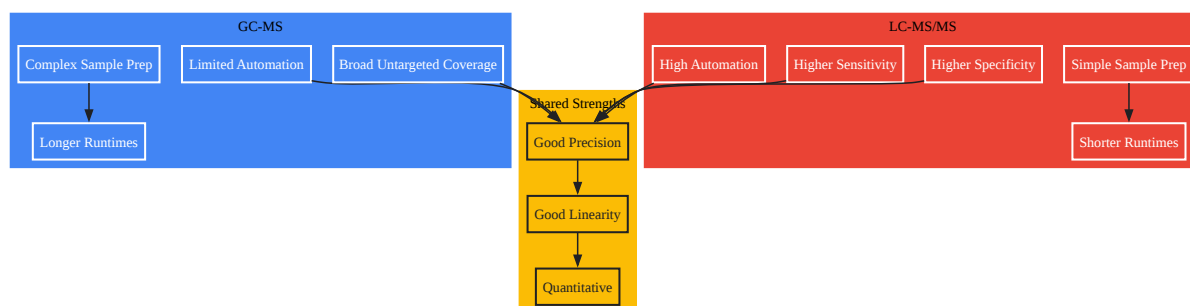 GC-MS
Complex Sample Prep
Limited Automation
Broad Untargeted Coverage
Longer Runtimes
LC-MS/MS
High Automation
Higher Sensitivity
Higher Specificity
Simple Sample Prep
Shorter Runtimes
Shared Strengths
Good Precision
Good Linearity
Quantitative